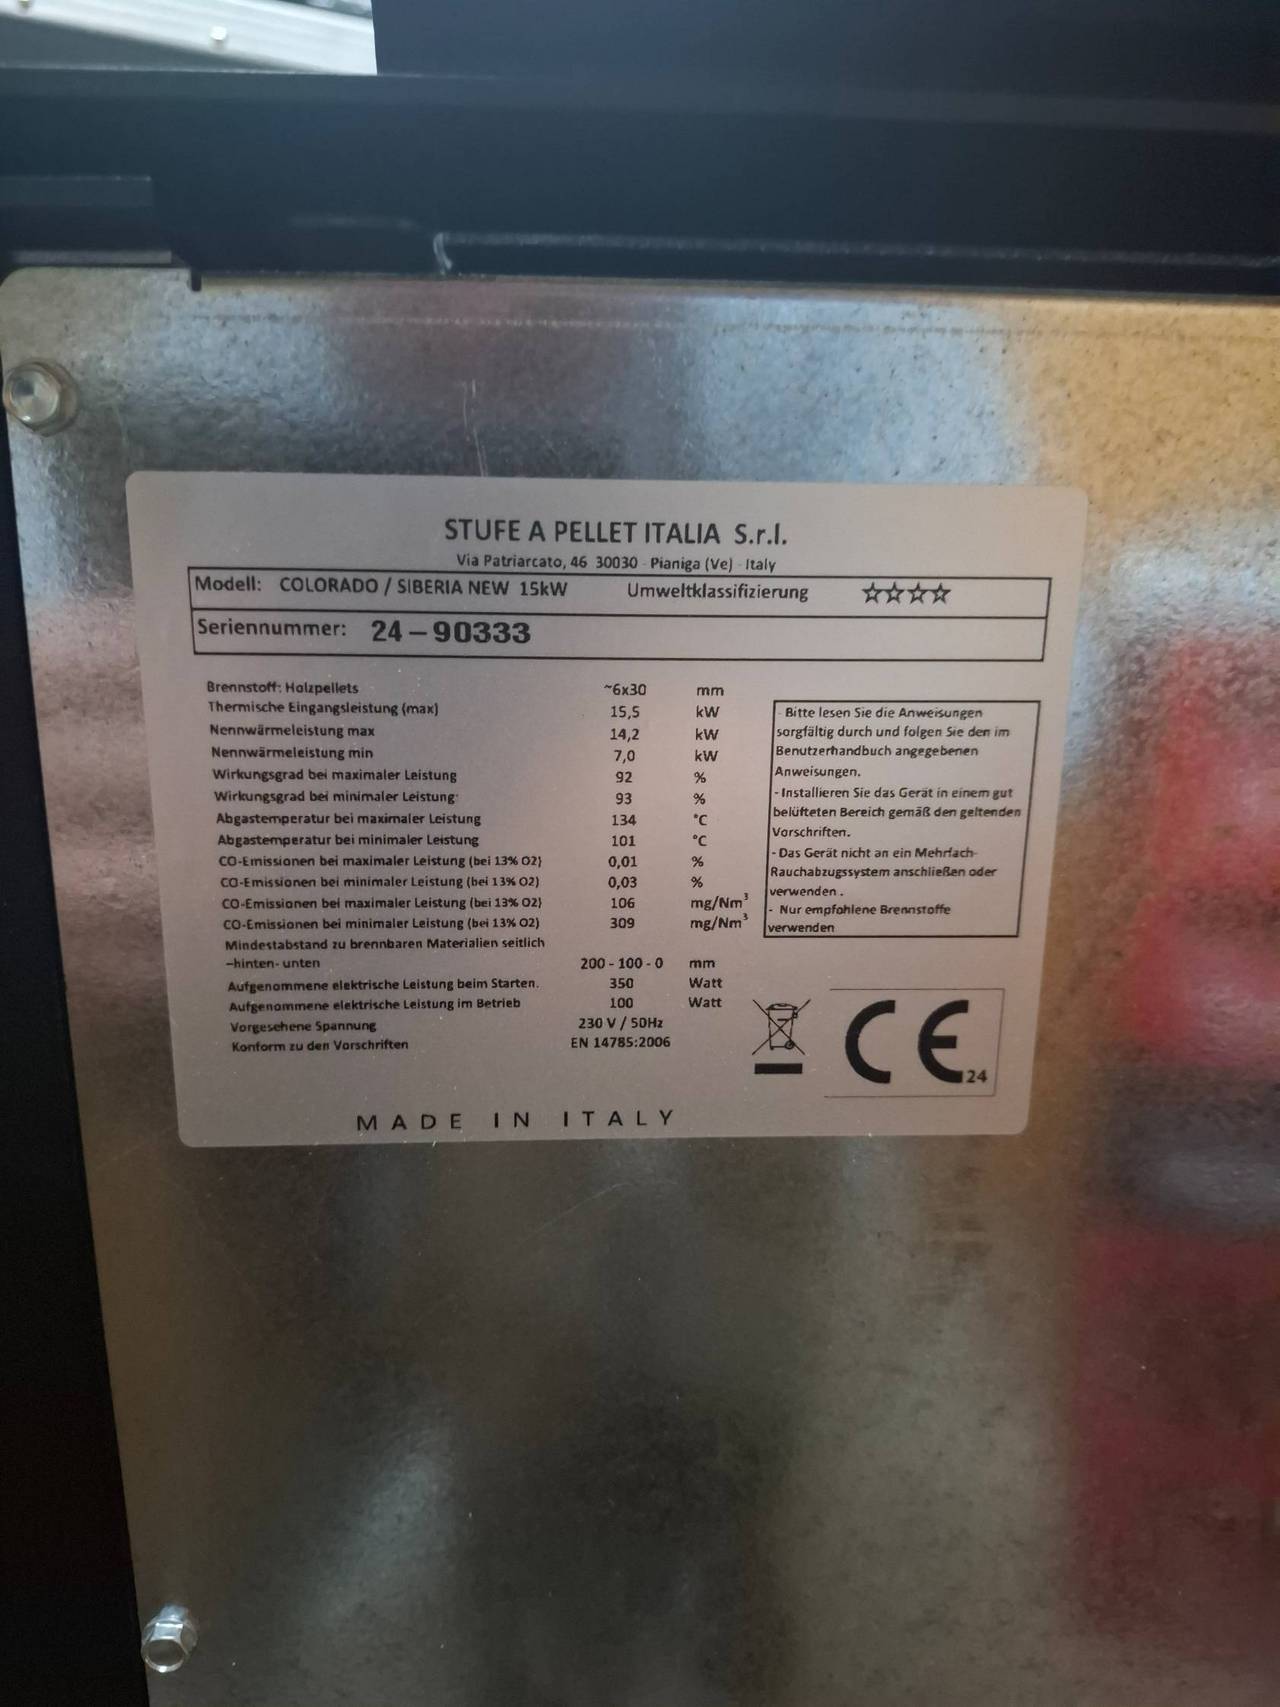 STUFE A PELLET ITALIA S.r.l.
Via Patriarcato, 46 30030 - Pianiga (Ve) - Italy
Modell: COLORADO / SIBERIA NEW 15kW Umweltklassifizierung ☆☆☆☆
Seriennummer: 24-90333
Brennstoff: Holzpellets ~6x30 mm
Thermische Eingangsleistung (max) 15,5 kW
Nennwärmeleistung max 14,2 kW
Nennwärmeleistung min 7,0 kW
Wirkungsgrad bei maximaler Leistung 92 %
Wirkungsgrad bei minimaler Leistung: 93 %
Abgastemperatur bei maximaler Leistung 134 °C
Abgastemperatur bei minimaler Leistung 101 °C
CO-Emissionen bei maximaler Leistung (bei 13% O2) 0,01 %
CO-Emissionen bei minimaler Leistung (bei 13% O2) 0,03 %
CO-Emissionen bei maximaler Leistung (bei 13% O2) 106 mg/Nm³
CO-Emissionen bei minimaler Leistung (bei 13% O2) 309 mg/Nm³
Mindestabstand zu brennbaren Materialien seitlich
-hinten- unten 200 - 100 - 0 mm
Aufgenommene elektrische Leistung beim Starten. 350 Watt
Aufgenommene elektrische Leistung im Betrieb 100 Watt
Vorgesehene Spannung 230 V / 50Hz
Konform zu den Vorschriften EN 14785:2006
- Bitte lesen Sie die Anweisungen
sorgfältig durch und folgen Sie den im
Benutzerhandbuch angegebenen
Anweisungen.
- Installieren Sie das Gerät in einem gut
belüfteten Bereich gemäß den geltenden
Vorschriften.
- Das Gerät nicht an ein Mehrfach-
Rauchabzugssystem anschließen oder
verwenden .
- Nur empfohlene Brennstoffe
verwenden
CE 24
MADE IN ITALY